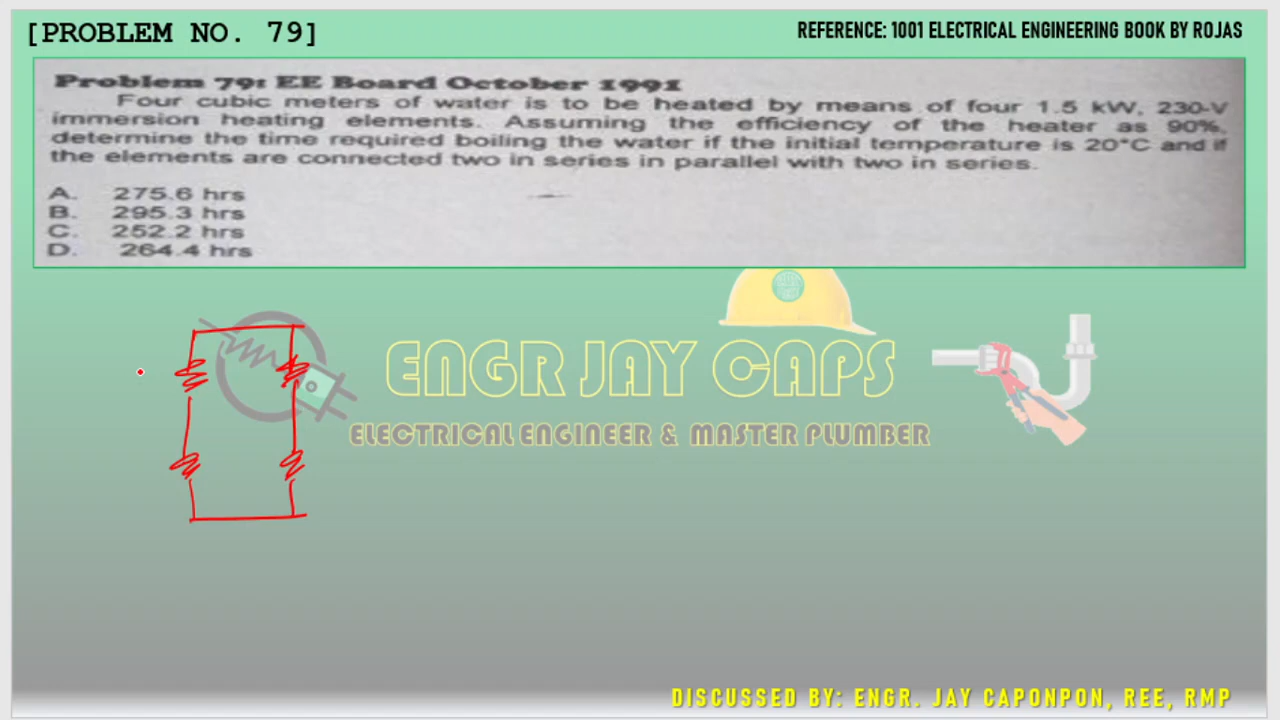 [PROBLEM NO. 79]
REFERENCE: 1001 ELECTRICAL ENGINEERING BOOK BY ROJAS
Problem 79: EE Board October 1991
Four cubic meters of water is to be heated by means of four 1.5 kW, 230-V
immersion heating elements. Assuming the efficiency of the heater as 90%,
determine the time required boiling the water if the initial temperature is 20°C and if
the elements are connected two in series in parallel with two in series.
A. 275.6 hrs
B. 295.3 hrs
C. 252.2 hrs
D. 264.4 hrs
ENGR JAY CAPS
ELECTRICAL ENGINEER & MASTER PLUMBER
DISCUSSED BY: ENGR. JAY CAPONPON, REE, RMP